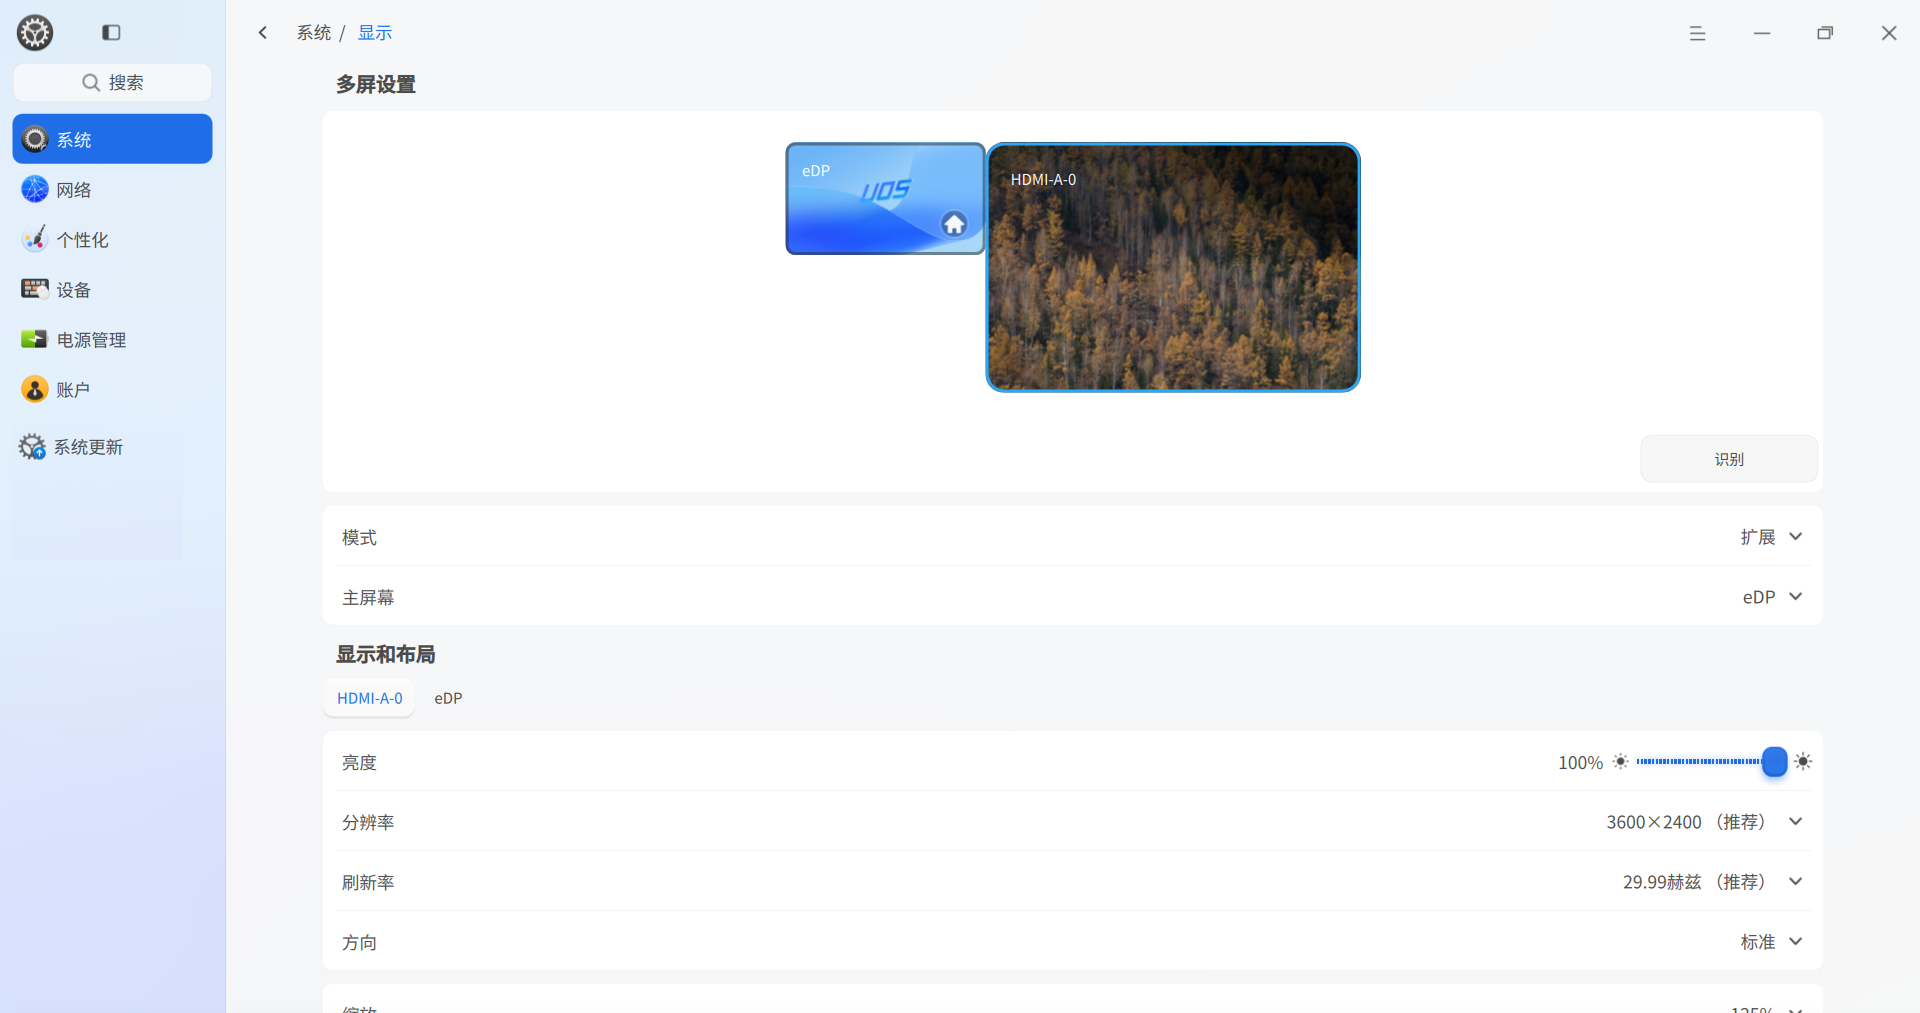 系统 / 显示
搜索
系统
网络
个性化
设备
电源管理
账户
系统更新
多屏设置
eDP
UOS
HDMI-A-0
识别
模式
扩展
主屏幕
eDP
显示和布局
HDMI-A-0
eDP
亮度
100%
分辨率
3600×2400 （推荐）
刷新率
29.99赫兹 （推荐）
方向
标准
缩放
125%